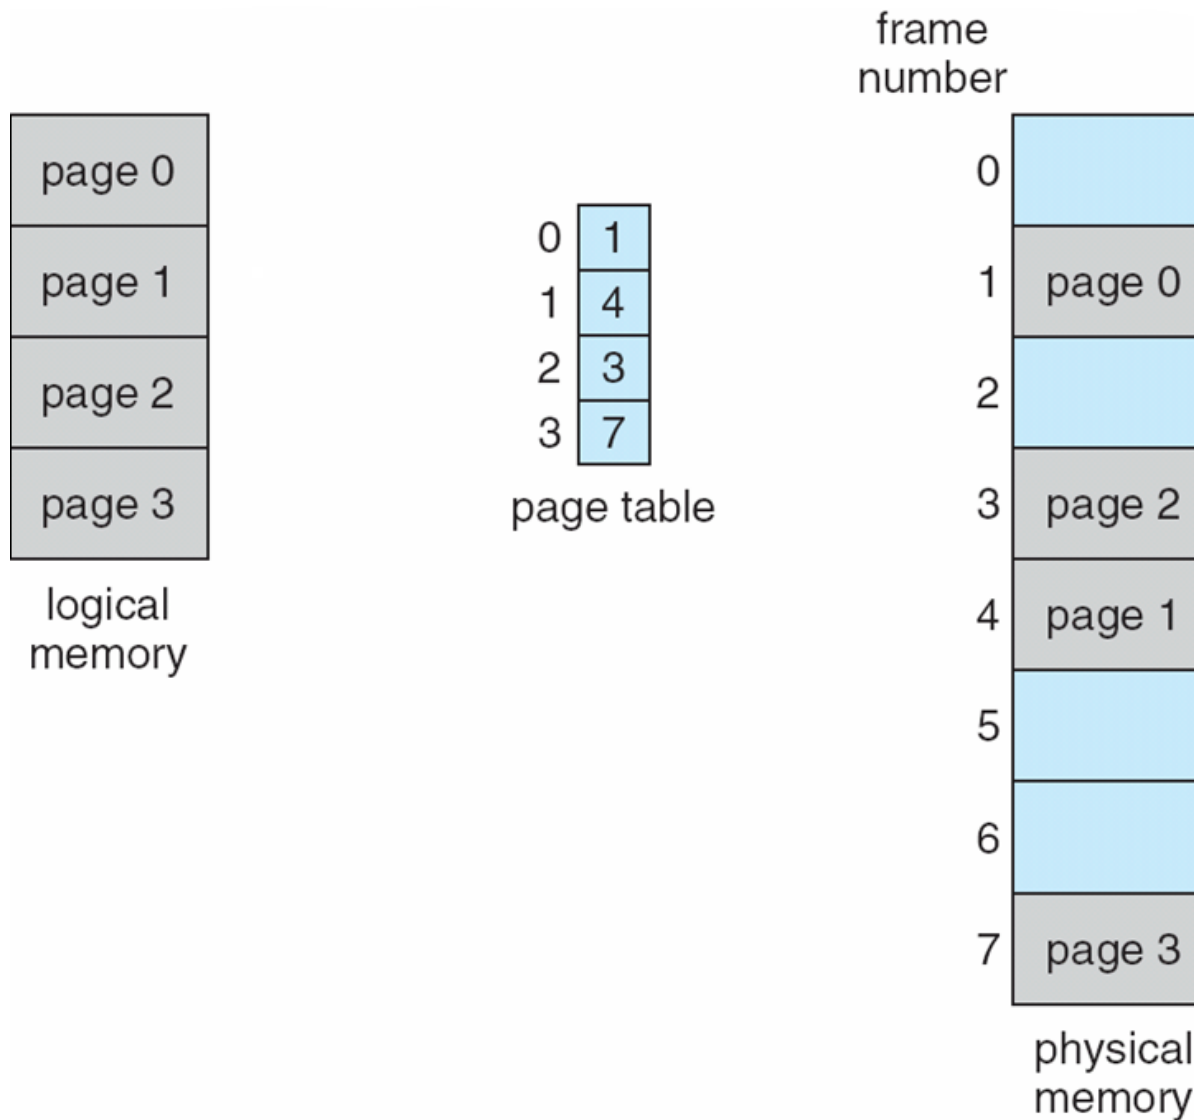 page 0
page 1
page 2
page 3
logical
memory
0 1
1 4
2 3
3 7
page table
frame
number
0
1 page 0
2
3 page 2
4 page 1
5
6
7 page 3
physical
memory